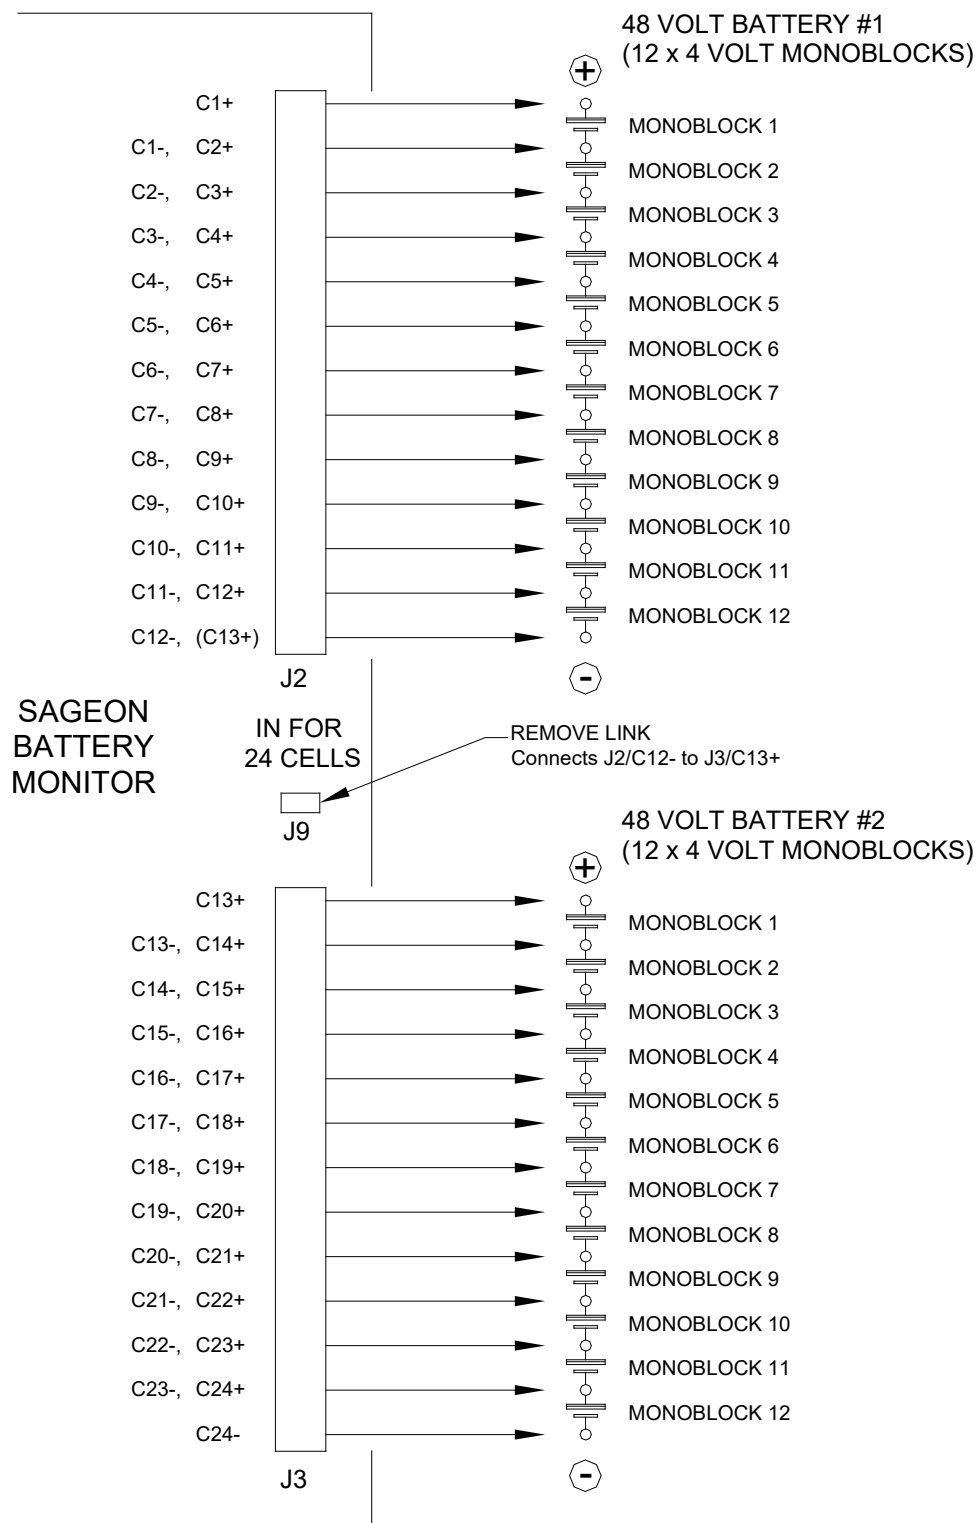 48 VOLT BATTERY #1
(12 x 4 VOLT MONOBLOCKS)
+
C1+
MONOBLOCK 1
C1-, C2+
MONOBLOCK 2
C2-, C3+
MONOBLOCK 3
C3-, C4+
MONOBLOCK 4
C4-, C5+
MONOBLOCK 5
C5-, C6+
MONOBLOCK 6
C6-, C7+
MONOBLOCK 7
C7-, C8+
MONOBLOCK 8
C8-, C9+
MONOBLOCK 9
C9-, C10+
MONOBLOCK 10
C10-, C11+
MONOBLOCK 11
C11-, C12+
MONOBLOCK 12
C12-, (C13+)
J2
-
SAGEON
BATTERY
MONITOR
IN FOR
24 CELLS
REMOVE LINK
Connects J2/C12- to J3/C13+
J9
48 VOLT BATTERY #2
(12 x 4 VOLT MONOBLOCKS)
+
C13+
MONOBLOCK 1
C13-, C14+
MONOBLOCK 2
C14-, C15+
MONOBLOCK 3
C15-, C16+
MONOBLOCK 4
C16-, C17+
MONOBLOCK 5
C17-, C18+
MONOBLOCK 6
C18-, C19+
MONOBLOCK 7
C19-, C20+
MONOBLOCK 8
C20-, C21+
MONOBLOCK 9
C21-, C22+
MONOBLOCK 10
C22-, C23+
MONOBLOCK 11
C23-, C24+
MONOBLOCK 12
C24-
J3
-